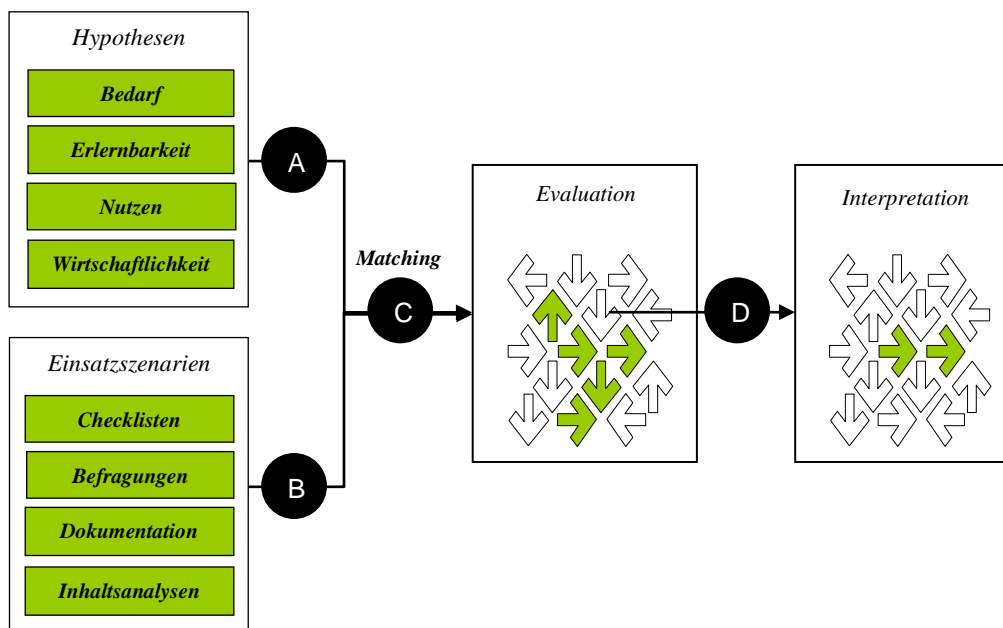 Hypothesen
Bedarf
Erlernbarkeit
Nutzen
Wirtschaftlichkeit
A
Einsatzszenarien
Checklisten
Befragungen
Dokumentation
Inhaltsanalysen
B
Matching
C
Evaluation
D
Interpretation